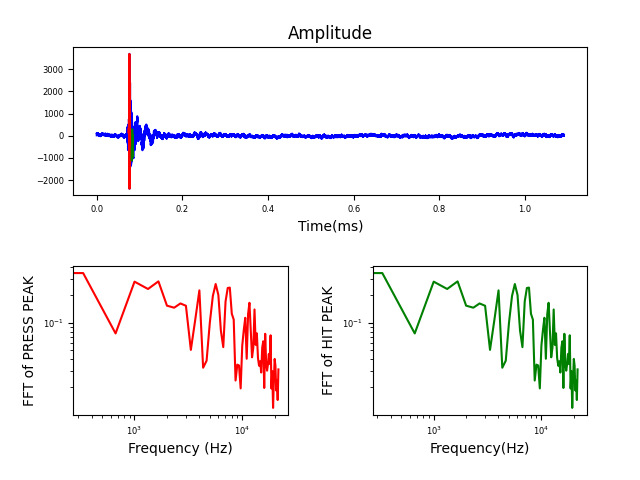 Amplitude
3000
2000
1000
0
−1000
−2000
0.0 0.2 0.4 0.6 0.8 1.0
Time(ms)
FFT of PRESS PEAK
10⁻¹
10³ 10⁴
Frequency (Hz)
FFT of HIT PEAK
10⁻¹
10³ 10⁴
Frequency(Hz)